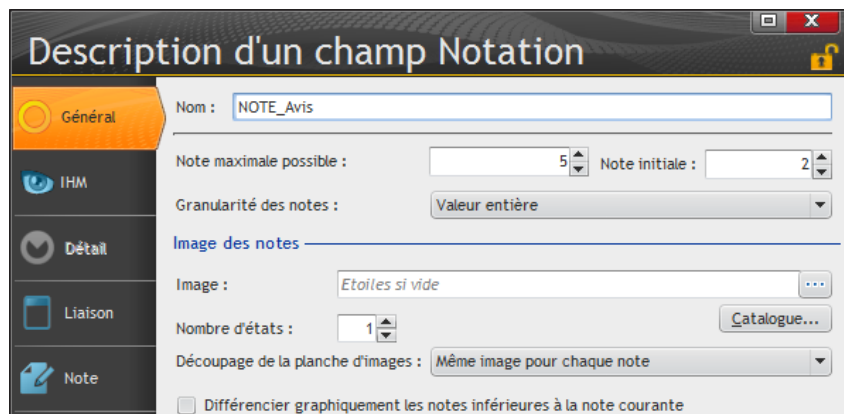 Description d'un champ Notation
Général
Nom : NOTE_Avis
Note maximale possible : 5 Note initiale : 2
IHM
Granularité des notes : Valeur entière
Détail
Image des notes
Image : Etoiles si vide ...
Liaison
Nombre d'états : 1 Catalogue...
Découpage de la planche d'images : Même image pour chaque note
Note
Différencier graphiquement les notes inférieures à la note courante